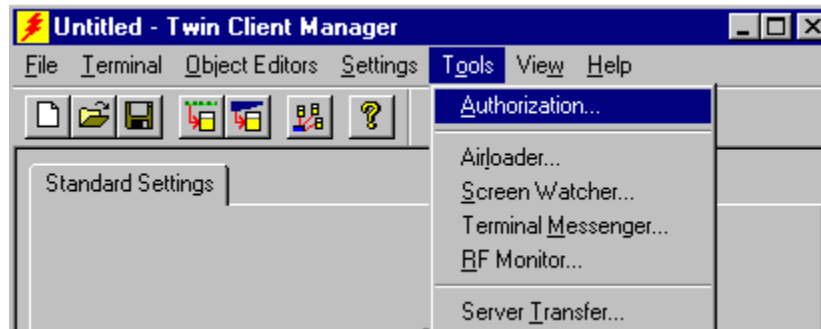 Untitled - Twin Client Manager
File Terminal Object Editors Settings Tools View Help
Authorization...
Airloader...
Standard Settings
Screen Watcher...
Terminal Messenger...
RF Monitor...
Server Transfer...